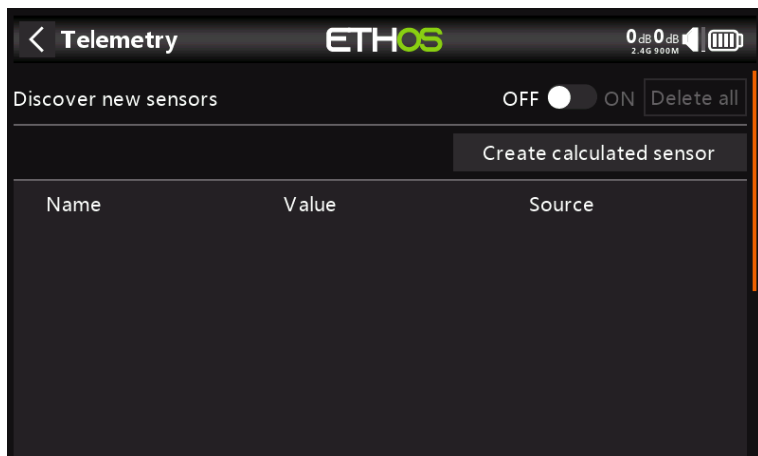 Telemetry ETHOS 0dB 0dB
2.4G 900M
Discover new sensors OFF ON Delete all
Create calculated sensor
Name Value Source